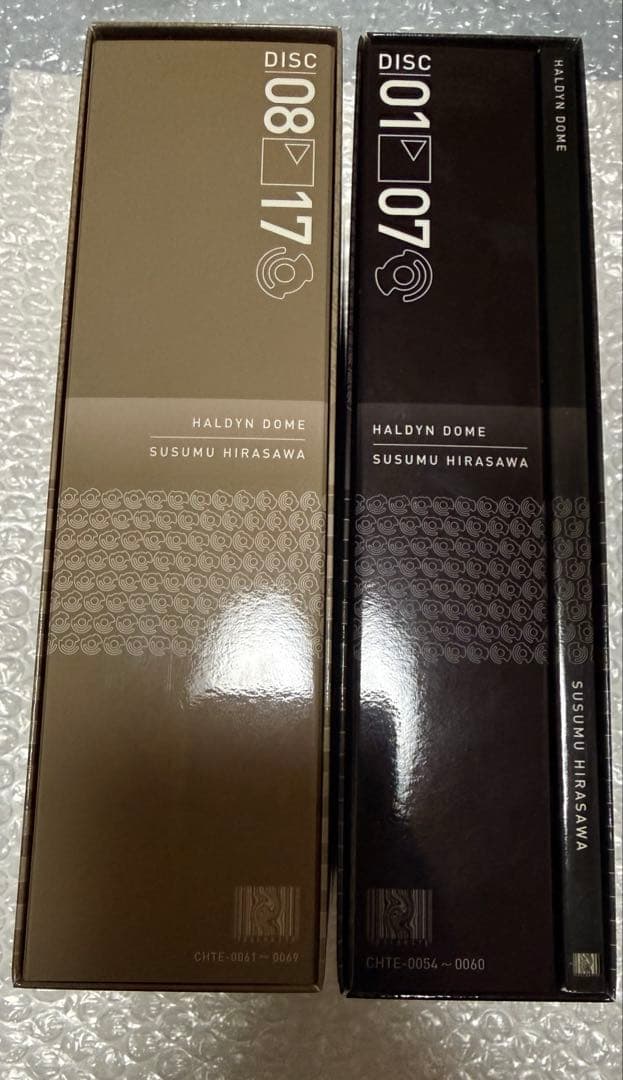 DISC
08 17
HALDYN DOME
SUSUMU HIRASAWA
CHTE-0061～0069
DISC
01 07
HALDYN DOME
SUSUMU HIRASAWA
CHTE-0054～0060
HALDYN DOME
SUSUMU HIRASAWA